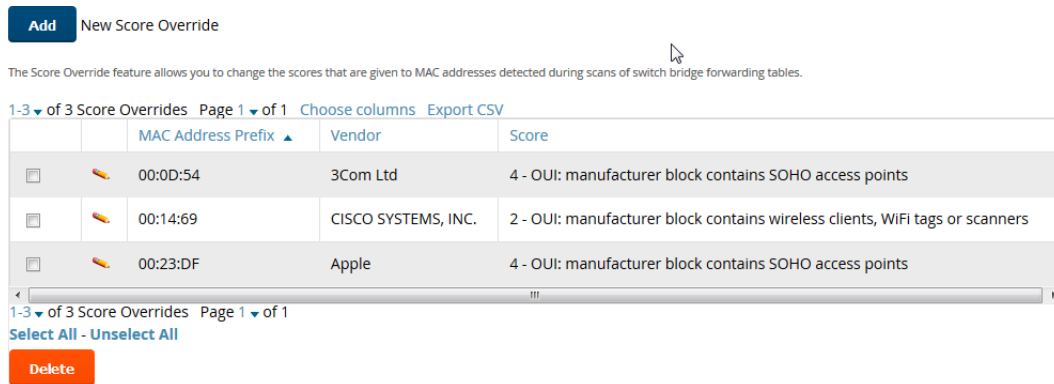 Add New Score Override
The Score Override feature allows you to change the scores that are given to MAC addresses detected during scans of switch bridge forwarding tables.
1-3 of 3 Score Overrides Page 1 of 1 Choose columns Export CSV
MAC Address Prefix Vendor Score
00:0D:54 3Com Ltd 4 - OUI: manufacturer block contains SOHO access points
00:14:69 CISCO SYSTEMS, INC. 2 - OUI: manufacturer block contains wireless clients, WiFi tags or scanners
00:23:DF Apple 4 - OUI: manufacturer block contains SOHO access points
1-3 of 3 Score Overrides Page 1 of 1
Select All - Unselect All
Delete